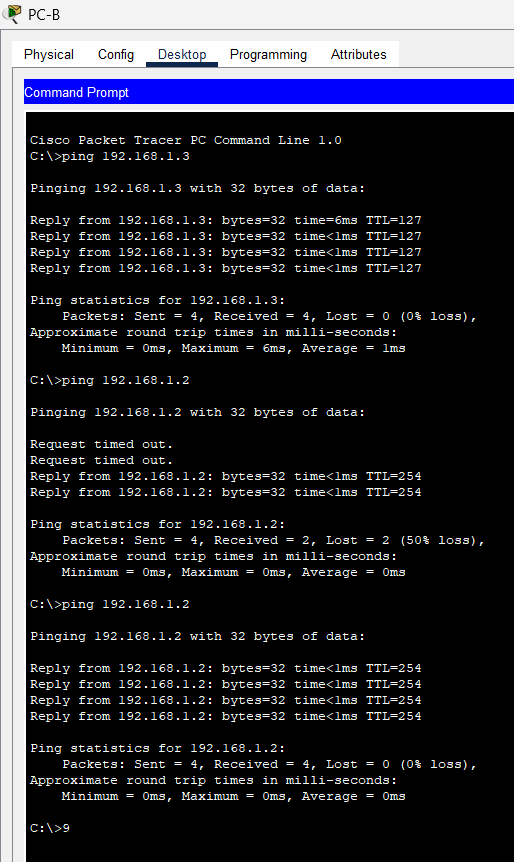 PC-B
Physical Config Desktop Programming Attributes
Command Prompt
Cisco Packet Tracer PC Command Line 1.0
C:\>ping 192.168.1.3
Pinging 192.168.1.3 with 32 bytes of data:
Reply from 192.168.1.3: bytes=32 time=6ms TTL=127
Reply from 192.168.1.3: bytes=32 time<1ms TTL=127
Reply from 192.168.1.3: bytes=32 time<1ms TTL=127
Reply from 192.168.1.3: bytes=32 time<1ms TTL=127
Ping statistics for 192.168.1.3:
Packets: Sent = 4, Received = 4, Lost = 0 (0% loss),
Approximate round trip times in milli-seconds:
Minimum = 0ms, Maximum = 6ms, Average = 1ms
C:\>ping 192.168.1.2
Pinging 192.168.1.2 with 32 bytes of data:
Request timed out.
Request timed out.
Reply from 192.168.1.2: bytes=32 time<1ms TTL=254
Reply from 192.168.1.2: bytes=32 time<1ms TTL=254
Ping statistics for 192.168.1.2:
Packets: Sent = 4, Received = 2, Lost = 2 (50% loss),
Approximate round trip times in milli-seconds:
Minimum = 0ms, Maximum = 0ms, Average = 0ms
C:\>ping 192.168.1.2
Pinging 192.168.1.2 with 32 bytes of data:
Reply from 192.168.1.2: bytes=32 time<1ms TTL=254
Reply from 192.168.1.2: bytes=32 time<1ms TTL=254
Reply from 192.168.1.2: bytes=32 time<1ms TTL=254
Reply from 192.168.1.2: bytes=32 time<1ms TTL=254
Ping statistics for 192.168.1.2:
Packets: Sent = 4, Received = 4, Lost = 0 (0% loss),
Approximate round trip times in milli-seconds:
Minimum = 0ms, Maximum = 0ms, Average = 0ms
C:\>9